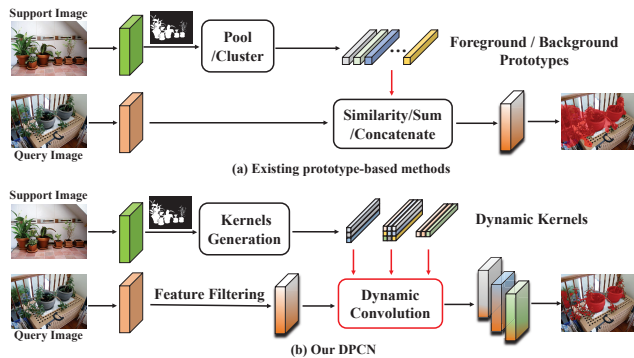 Support Image
Pool
/Cluster
...
Foreground / Background
Prototypes
Similarity/Sum
/Concatenate
Query Image
(a) Existing prototype-based methods
Support Image
Kernels
Generation
Dynamic Kernels
Feature Filtering
Dynamic
Convolution
Query Image
(b) Our DPCN